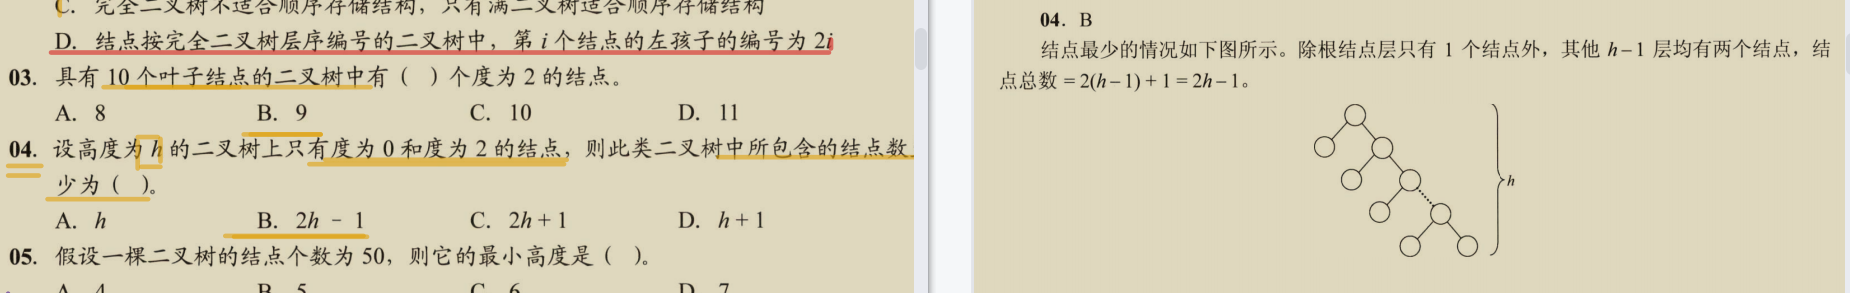 C. 完全二叉树不适合顺序存储结构，只有满二叉树适合顺序存储结构
D. 结点按完全二叉树层序编号的二叉树中，第 i 个结点的左孩子的编号为 2i
03. 具有 10 个叶子结点的二叉树中有（ ）个度为 2 的结点。
A. 8 B. 9 C. 10 D. 11
04. 设高度为 h 的二叉树上只有度为 0 和度为 2 的结点，则此类二叉树中所包含的结点数
少为（ ）。
A. h B. 2h - 1 C. 2h + 1 D. h + 1
05. 假设一棵二叉树的结点个数为 50，则它的最小高度是（ ）。
A. 4 B. 5 C. 6 D. 7
04. B
结点最少的情况如下图所示。除根结点层只有 1 个结点外，其他 h-1 层均有两个结点，结
点总数 = 2(h-1) + 1 = 2h-1。
h